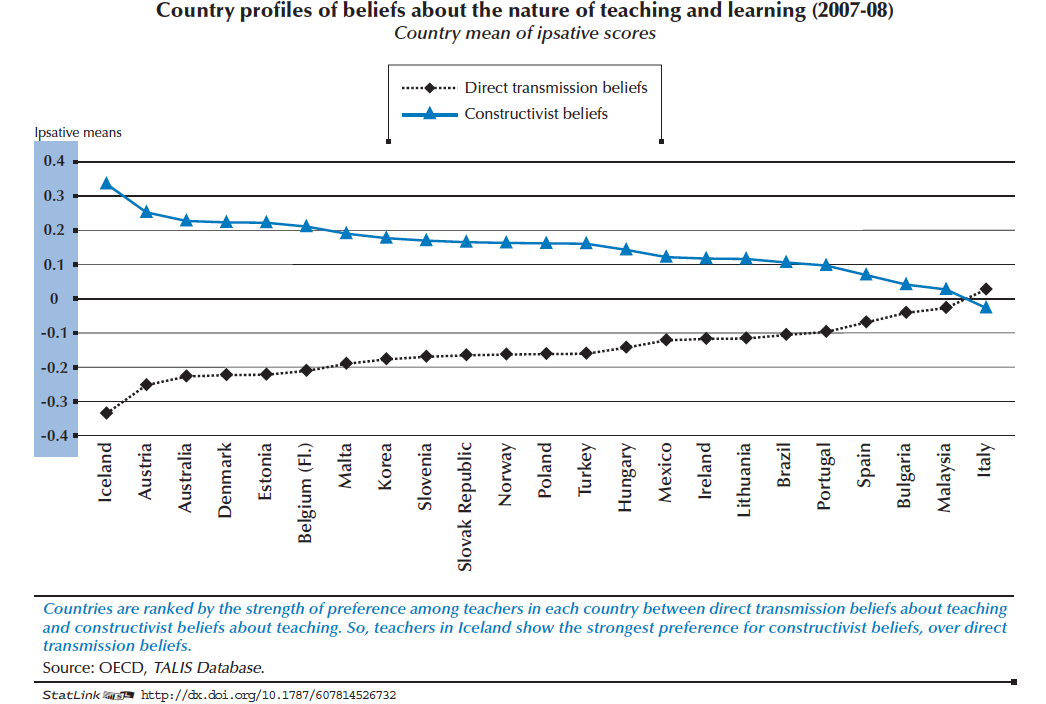 Country profiles of beliefs about the nature of teaching and learning (2007-08)
Country mean of ipsative scores
Direct transmission beliefs
Constructivist beliefs
Ipsative means
0.4
0.3
0.2
0.1
0
-0.1
-0.2
-0.3
-0.4
Iceland
Austria
Australia
Denmark
Estonia
Belgium (Fl.)
Malta
Korea
Slovenia
Slovak Republic
Norway
Poland
Turkey
Hungary
Mexico
Ireland
Lithuania
Brazil
Portugal
Spain
Bulgaria
Malaysia
Italy
Countries are ranked by the strength of preference among teachers in each country between direct transmission beliefs about teaching
and constructivist beliefs about teaching. So, teachers in Iceland show the strongest preference for constructivist beliefs, over direct
transmission beliefs.
Source: OECD, TALIS Database.
StatLink http://dx.doi.org/10.1787/607814526732